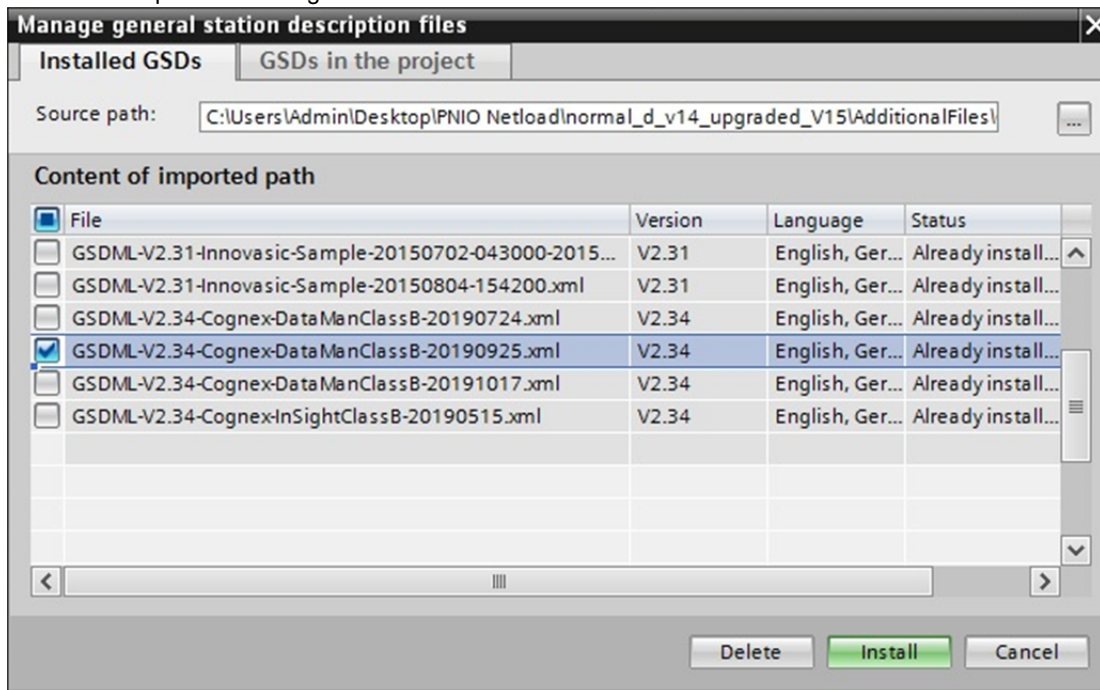 Manage general station description files
Installed GSDs GSDs in the project
Source path: C:\Users\Admin\Desktop\PNIO Netload\normal_d_v14_upgraded_V15\AdditionalFiles\
...
Content of imported path
File Version Language Status
GSDML-V2.31-Innovasic-Sample-20150702-043000-2015... V2.31 English, Ger... Already install...
GSDML-V2.31-Innovasic-Sample-20150804-154200.xml V2.31 English, Ger... Already install...
GSDML-V2.34-Cognex-DataManClassB-20190724.xml V2.34 English, Ger... Already install...
GSDML-V2.34-Cognex-DataManClassB-20190925.xml V2.34 English, Ger... Already install...
GSDML-V2.34-Cognex-DataManClassB-20191017.xml V2.34 English, Ger... Already install...
GSDML-V2.34-Cognex-InSightClassB-20190515.xml V2.34 English, Ger... Already install...
Delete Install Cancel